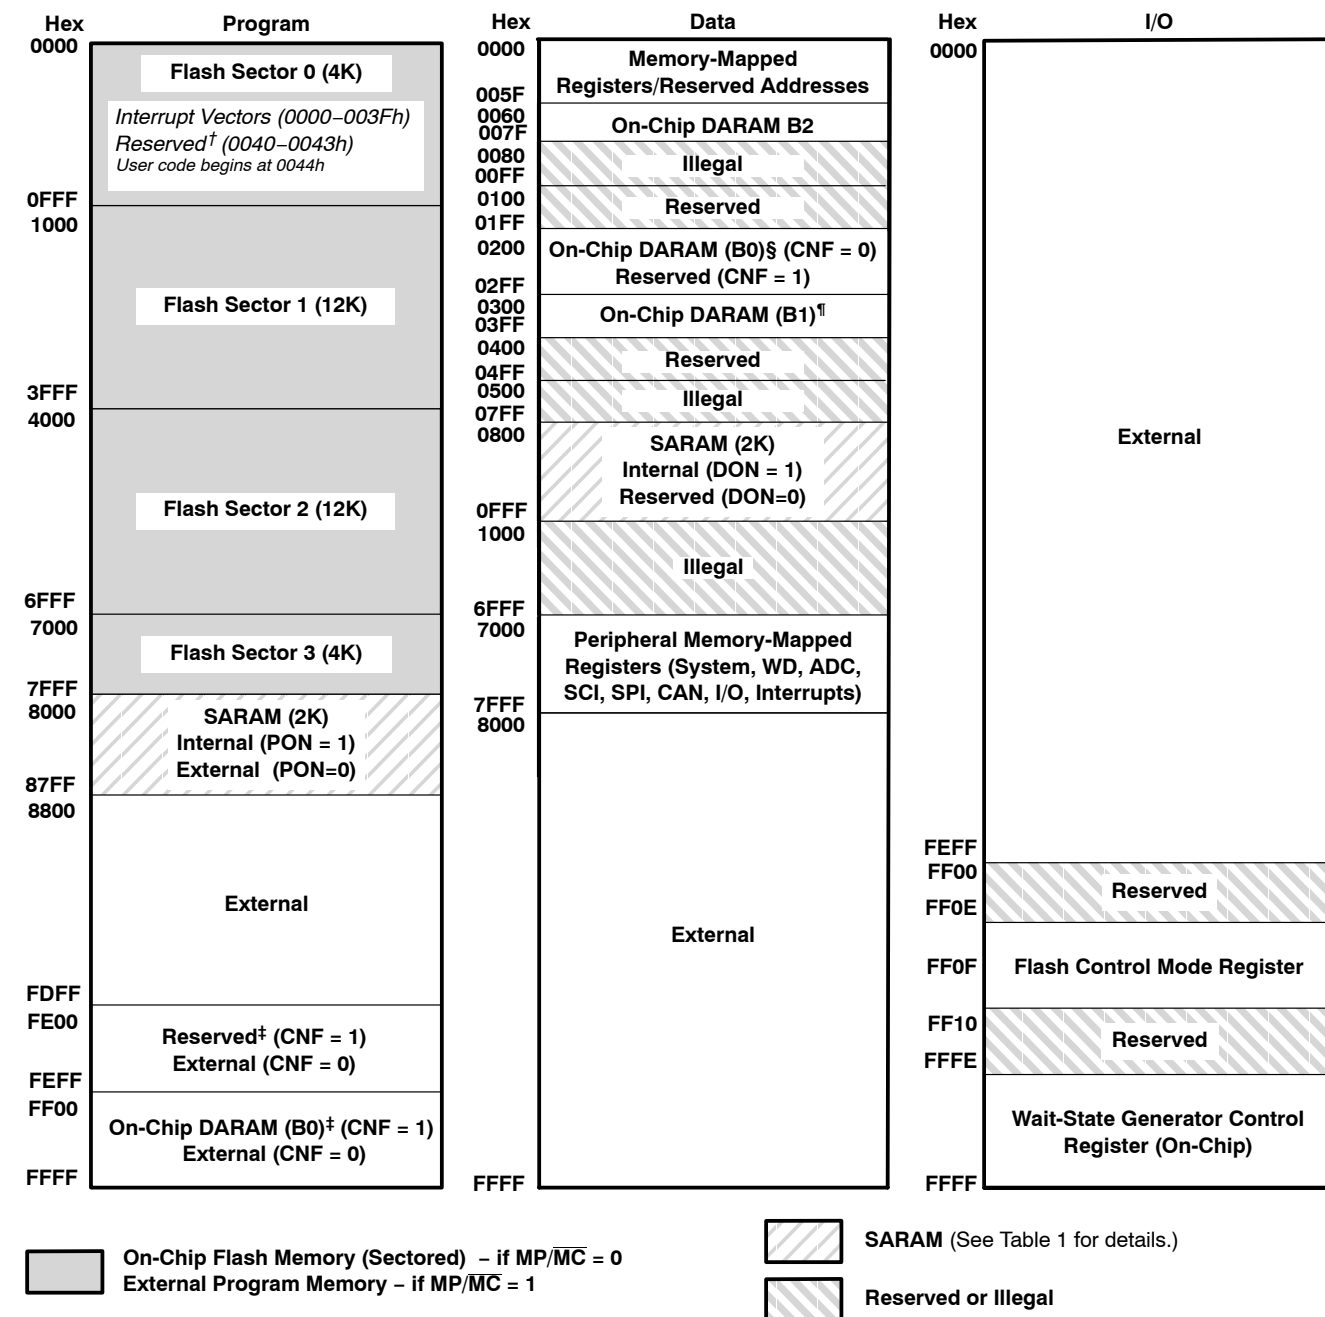 Hex Program
0000
Flash Sector 0 (4K)
Interrupt Vectors (0000−003Fh)
Reserved† (0040−0043h)
User code begins at 0044h
0FFF
1000
Flash Sector 1 (12K)
3FFF
4000
Flash Sector 2 (12K)
6FFF
7000
Flash Sector 3 (4K)
7FFF
8000
SARAM (2K)
Internal (PON = 1)
External (PON=0)
87FF
8800
External
FDFF
FE00
Reserved‡ (CNF = 1)
External (CNF = 0)
FEFF
FF00
On-Chip DARAM (B0)‡ (CNF = 1)
External (CNF = 0)
FFFF
Hex Data
0000
Memory-Mapped
Registers/Reserved Addresses
005F
0060
On-Chip DARAM B2
007F
0080
Illegal
00FF
0100
Reserved
01FF
0200
On-Chip DARAM (B0)§ (CNF = 0)
Reserved (CNF = 1)
02FF
0300
On-Chip DARAM (B1)¶
03FF
0400
Reserved
04FF
0500
Illegal
07FF
0800
SARAM (2K)
Internal (DON = 1)
Reserved (DON=0)
0FFF
1000
Illegal
6FFF
7000
Peripheral Memory-Mapped
Registers (System, WD, ADC,
SCI, SPI, CAN, I/O, Interrupts)
7FFF
8000
External
FFFF
Hex I/O
0000
External
FEFF
FF00
Reserved
FF0E
FF0F Flash Control Mode Register
FF10
Reserved
FFFE
Wait-State Generator Control
Register (On-Chip)
FFFF
On-Chip Flash Memory (Sectored) − if MP/M̅C̅ = 0
External Program Memory − if MP/M̅C̅ = 1
SARAM (See Table 1 for details.)
Reserved or Illegal